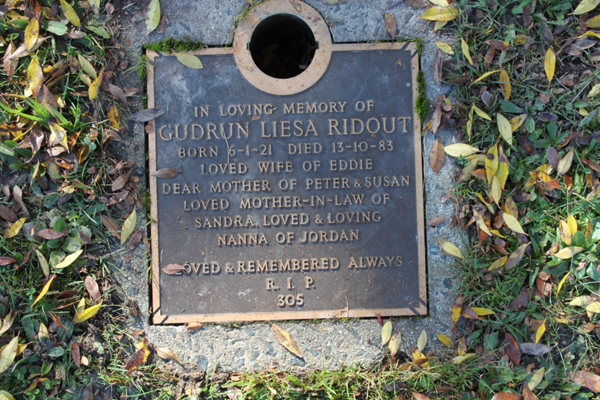 IN LOVING MEMORY OF
GUDRUN LIESA RIDOUT
BORN 6-1-21 DIED 13-10-83
LOVED WIFE OF EDDIE
DEAR MOTHER OF PETER & SUSAN
LOVED MOTHER-IN-LAW OF
SANDRA, LOVED & LOVING
NANNA OF JORDAN
LOVED & REMEMBERED ALWAYS
R. I. P.
305